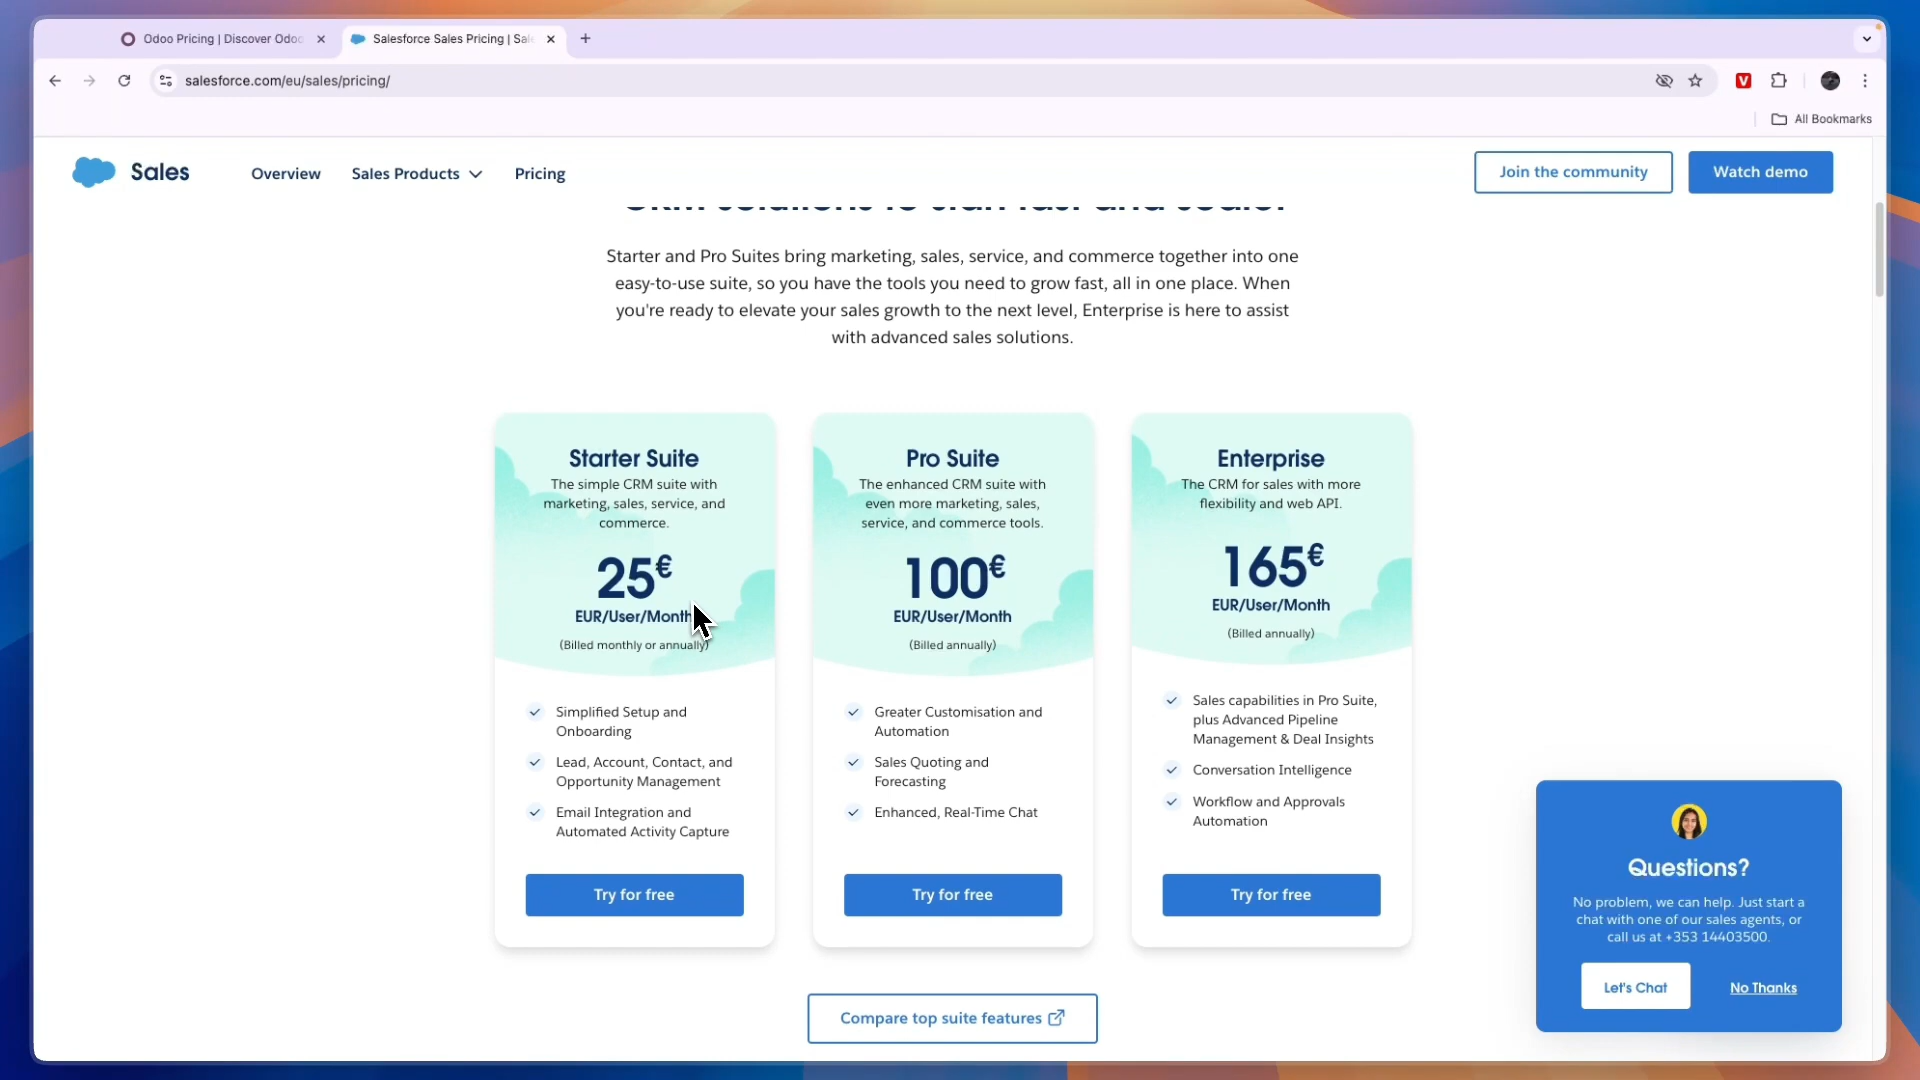 Odoo Pricing | Discover Odoo
Salesforce Sales Pricing | Sale
salesforce.com/eu/sales/pricing/
All Bookmarks
Sales
Overview
Sales Products
Pricing
Join the community
Watch demo
Starter and Pro Suites bring marketing, sales, service, and commerce together into one
easy-to-use suite, so you have the tools you need to grow fast, all in one place. When
you're ready to elevate your sales growth to the next level, Enterprise is here to assist
with advanced sales solutions.
Starter Suite
The simple CRM suite with
marketing, sales, service, and
commerce.
25€
EUR/User/Month
(Billed monthly or annually)
Simplified Setup and
Onboarding
Lead, Account, Contact, and
Opportunity Management
Email Integration and
Automated Activity Capture
Try for free
Pro Suite
The enhanced CRM suite with
even more marketing, sales,
service, and commerce tools.
100€
EUR/User/Month
(Billed annually)
Greater Customisation and
Automation
Sales Quoting and
Forecasting
Enhanced, Real-Time Chat
Try for free
Enterprise
The CRM for sales with more
flexibility and web API.
165€
EUR/User/Month
(Billed annually)
Sales capabilities in Pro Suite,
plus Advanced Pipeline
Management & Deal Insights
Conversation Intelligence
Workflow and Approvals
Automation
Try for free
Compare top suite features
Questions?
No problem, we can help. Just start a
chat with one of our sales agents, or
call us at +353 14403500.
Let's Chat
No Thanks